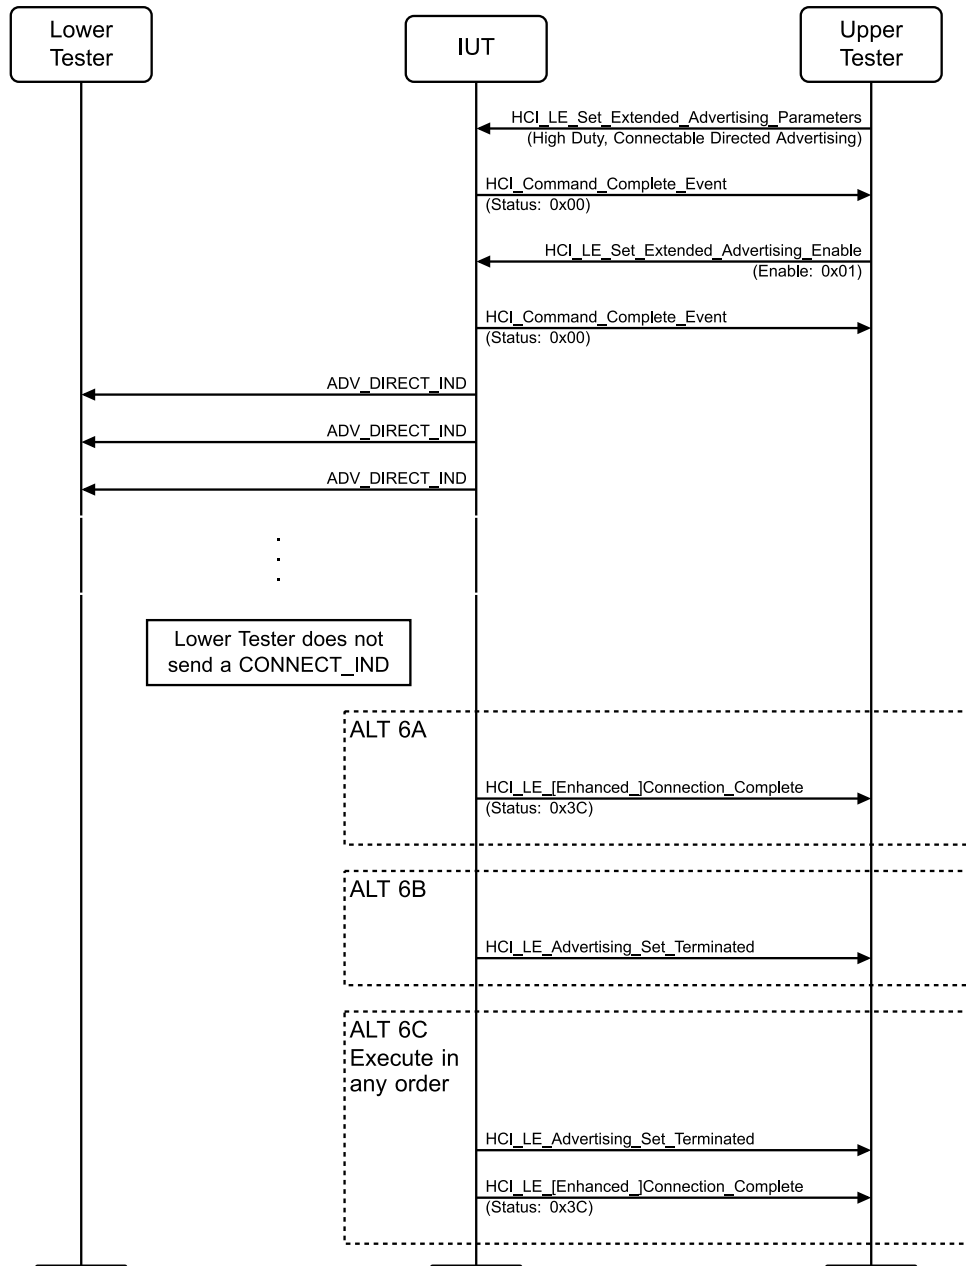 Lower
Tester
IUT
Upper
Tester
HCI_LE_Set_Extended_Advertising_Parameters
(High Duty, Connectable Directed Advertising)
HCI_Command_Complete_Event
(Status: 0x00)
HCI_LE_Set_Extended_Advertising_Enable
(Enable: 0x01)
HCI_Command_Complete_Event
(Status: 0x00)
ADV_DIRECT_IND
ADV_DIRECT_IND
ADV_DIRECT_IND
.
.
.
Lower Tester does not
send a CONNECT_IND
ALT 6A
HCI_LE_[Enhanced_]Connection_Complete
(Status: 0x3C)
ALT 6B
HCI_LE_Advertising_Set_Terminated
ALT 6C
Execute in
any order
HCI_LE_Advertising_Set_Terminated
HCI_LE_[Enhanced_]Connection_Complete
(Status: 0x3C)